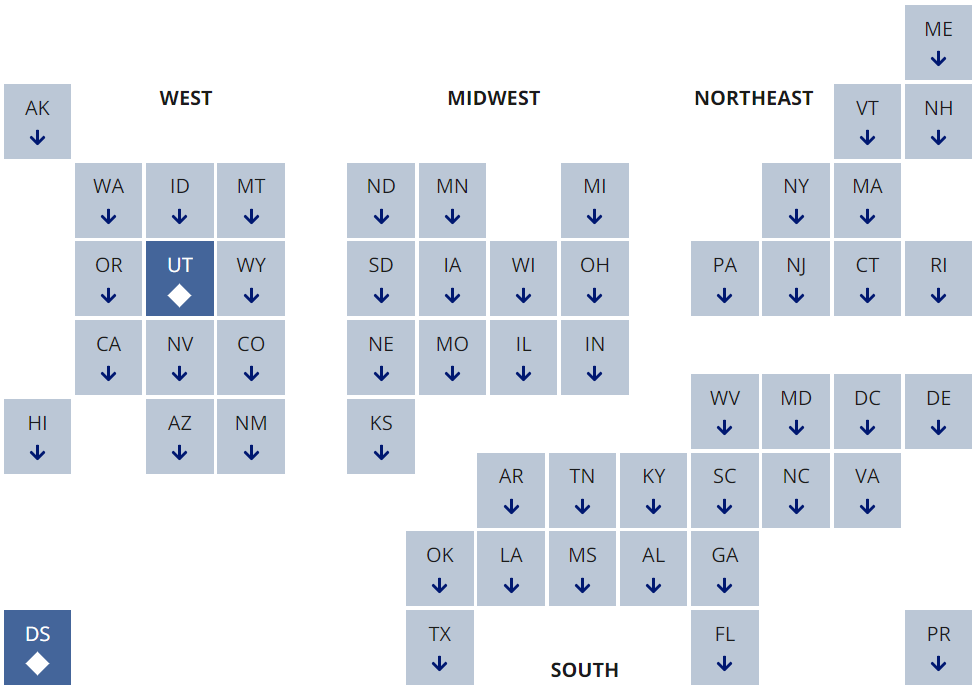 ME
AK
WEST
MIDWEST
NORTHEAST
VT
NH
WA
ID
MT
ND
MN
MI
NY
MA
OR
UT
WY
SD
IA
WI
OH
PA
NJ
CT
RI
CA
NV
CO
NE
MO
IL
IN
WV
MD
DC
DE
HI
AZ
NM
KS
AR
TN
KY
SC
NC
VA
OK
LA
MS
AL
GA
DS
TX
SOUTH
FL
PR